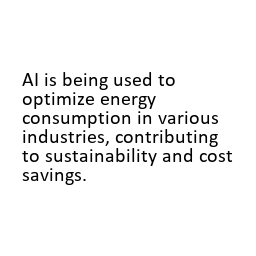 AI is being used to
optimize energy
consumption in various
industries, contributing
to sustainability and cost
savings.